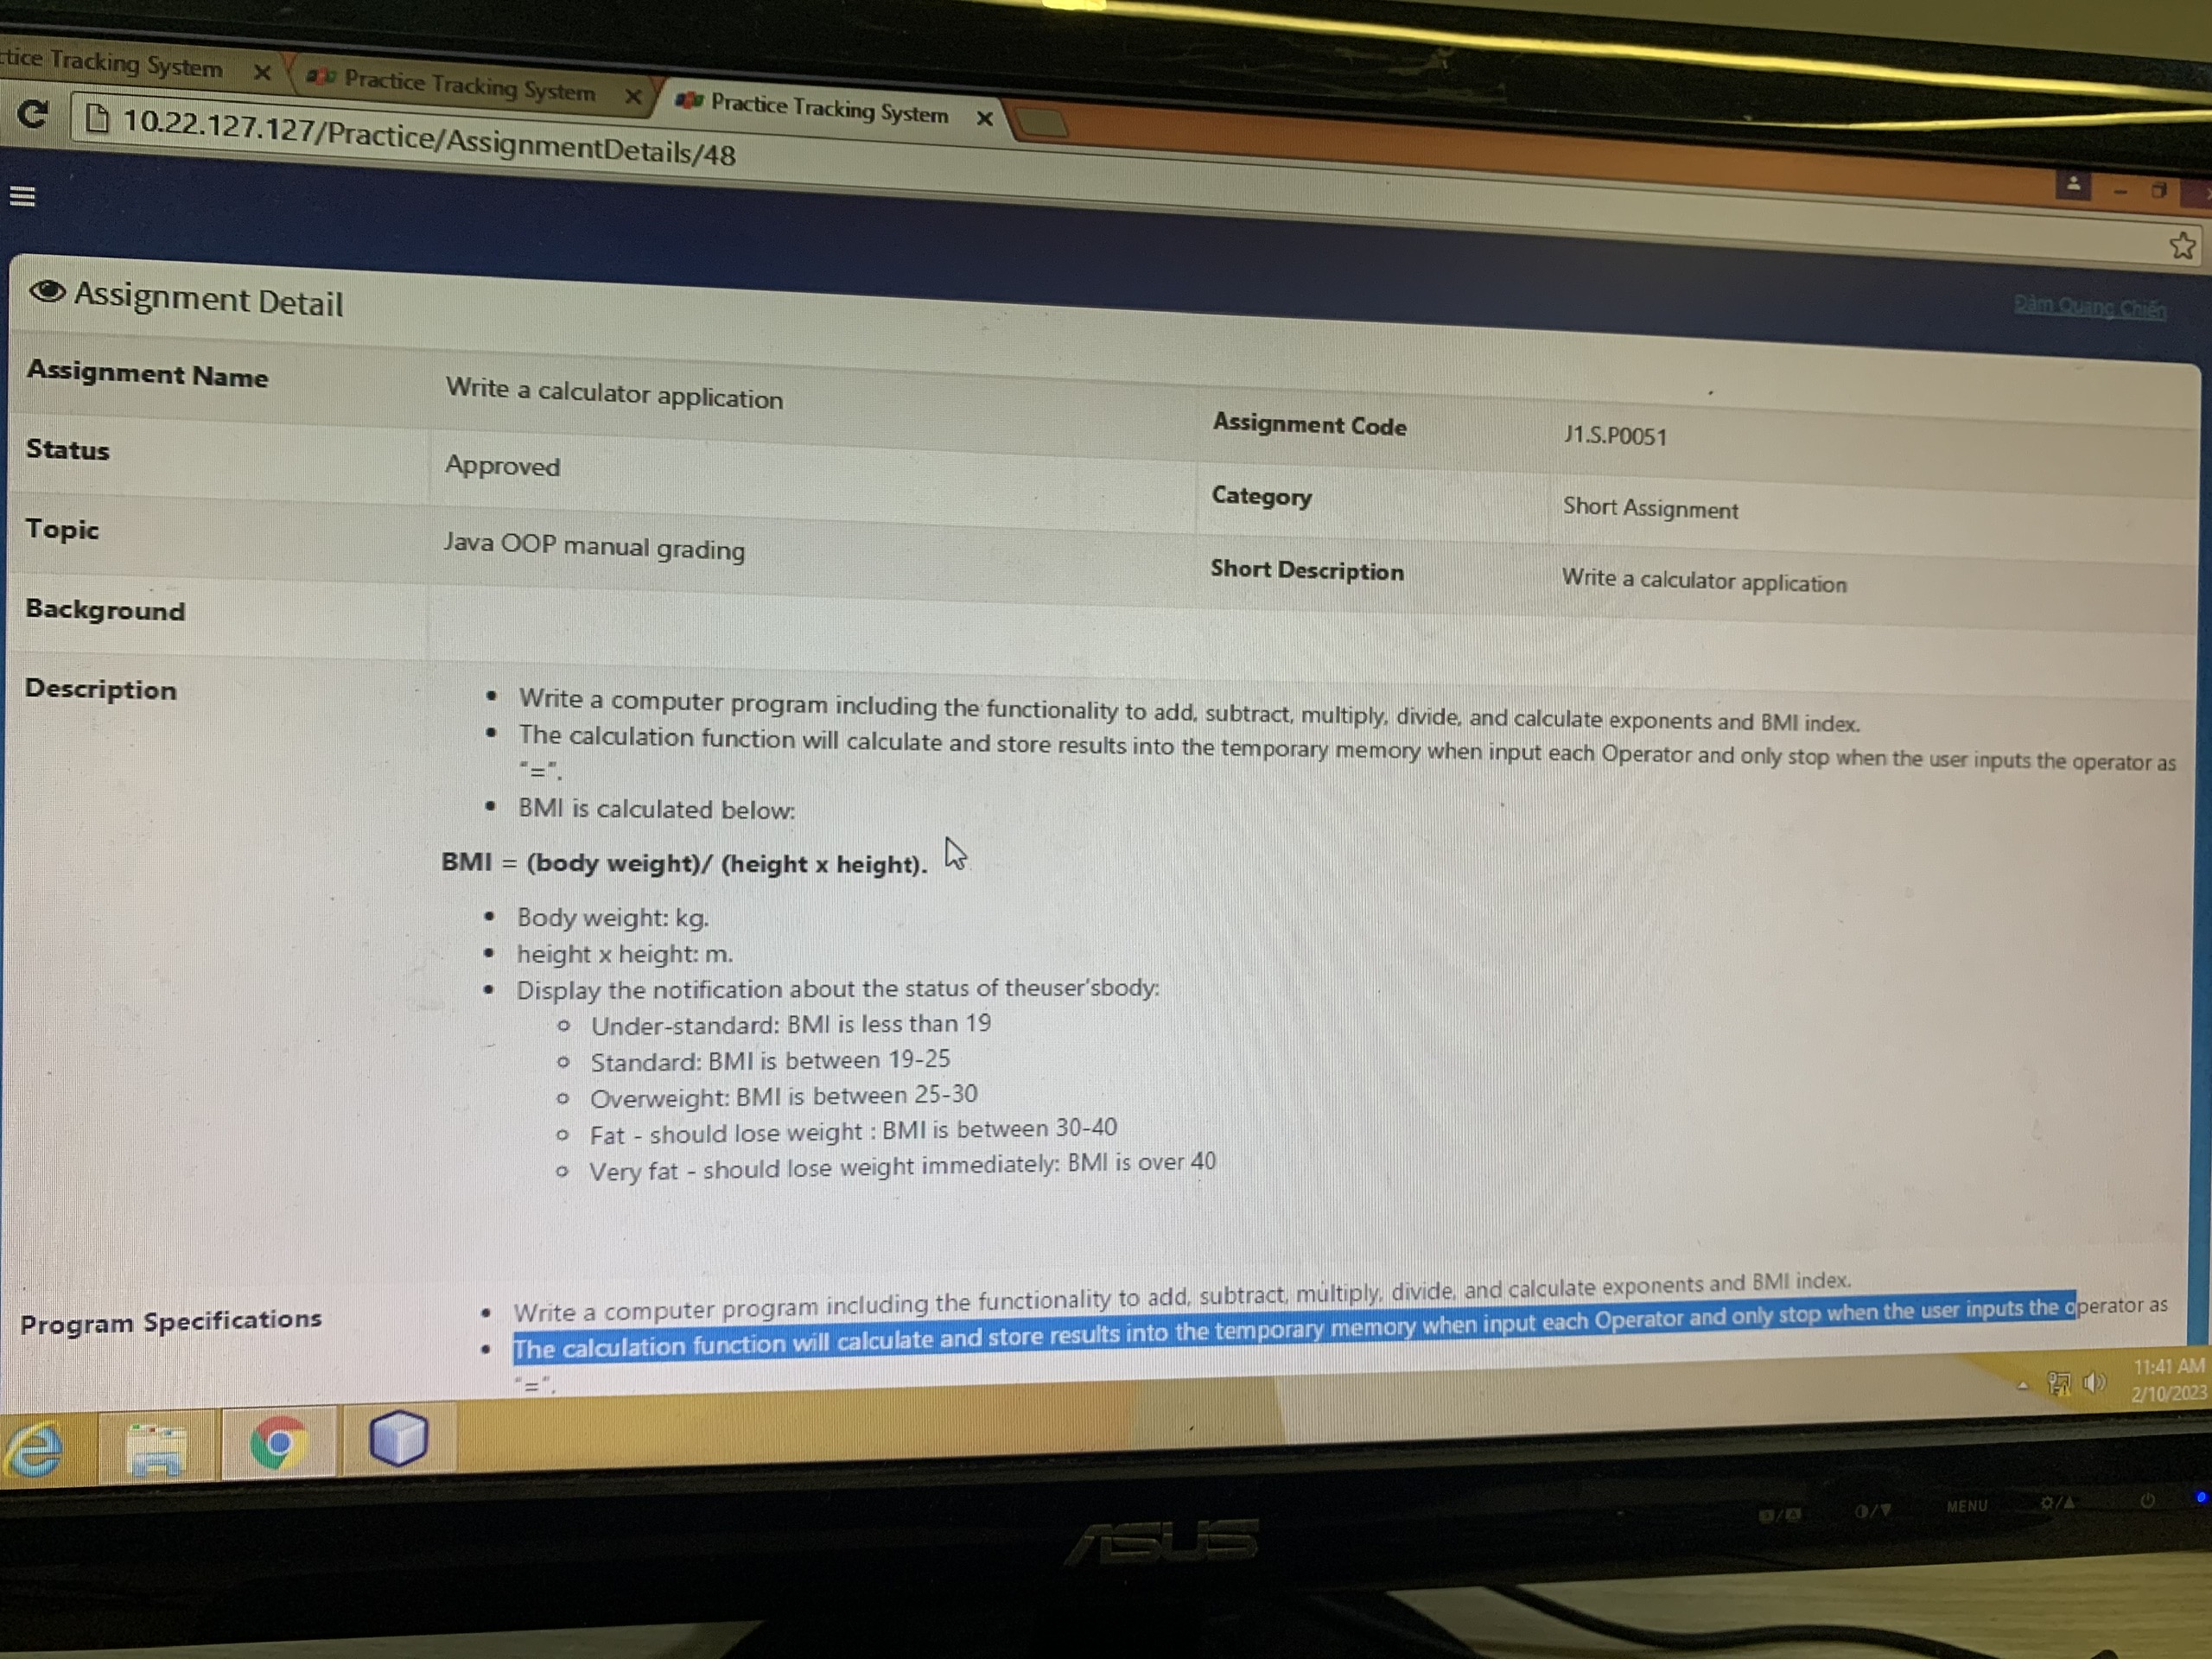 ctice Tracking System
Practice Tracking System
Practice Tracking System
10.22.127.127/Practice/AssignmentDetails/48
Đàm Quang Chiến
Assignment Detail
Assignment Name
Write a calculator application
Assignment Code
J1.S.P0051
Status
Approved
Category
Short Assignment
Topic
Java OOP manual grading
Short Description
Write a calculator application
Background
Description
• Write a computer program including the functionality to add, subtract, multiply, divide, and calculate exponents and BMI index.
• The calculation function will calculate and store results into the temporary memory when input each Operator and only stop when the user inputs the operator as
"=".
• BMI is calculated below:
BMI = (body weight)/ (height x height).
• Body weight: kg.
• height x height: m.
• Display the notification about the status of theuser'sbody:
o Under-standard: BMI is less than 19
o Standard: BMI is between 19-25
o Overweight: BMI is between 25-30
o Fat - should lose weight : BMI is between 30-40
o Very fat - should lose weight immediately: BMI is over 40
Program Specifications
• Write a computer program including the functionality to add, subtract, multiply, divide, and calculate exponents and BMI index.
• The calculation function will calculate and store results into the temporary memory when input each Operator and only stop when the user inputs the operator as
"=".
11:41 AM
2/10/2023
MENU
ASUS